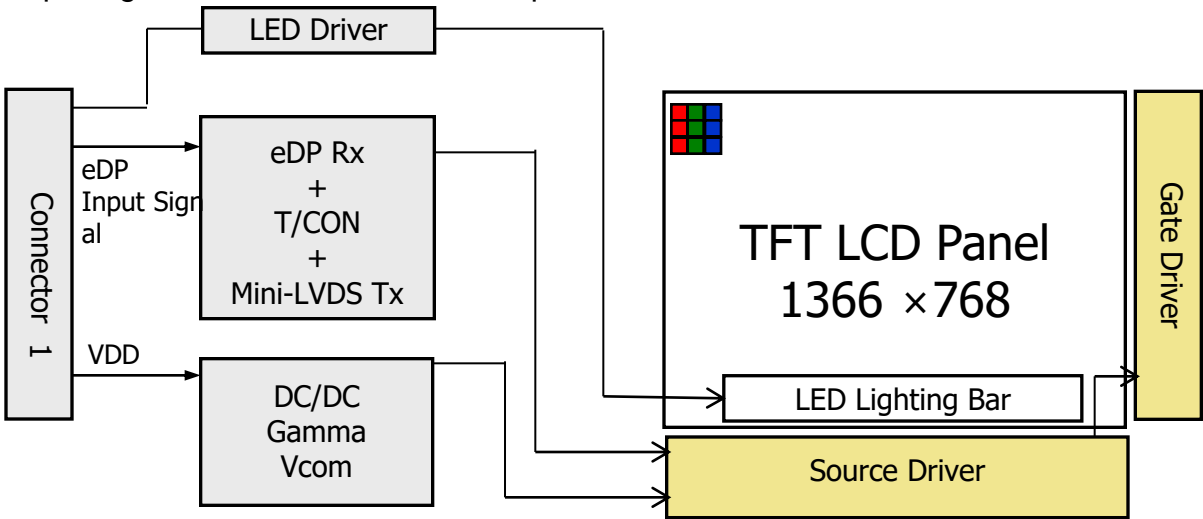 LED Driver
Connector 1
eDP
Input Sign
al
eDP Rx
+
T/CON
+
Mini-LVDS Tx
VDD
DC/DC
Gamma
Vcom
TFT LCD Panel
1366 ×768
LED Lighting Bar
Source Driver
Gate Driver